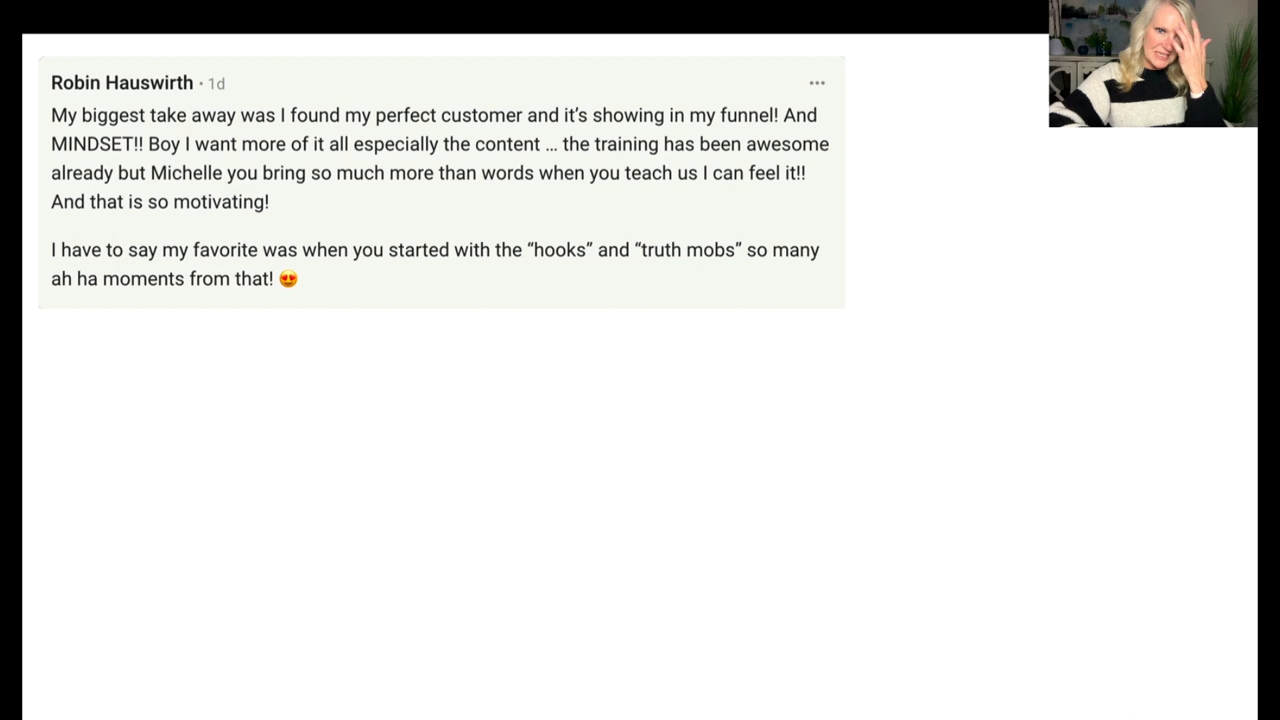 Robin Hauswirth · 1d
My biggest take away was I found my perfect customer and it’s showing in my funnel! And
MINDSET!! Boy I want more of it all especially the content ... the training has been awesome
already but Michelle you bring so much more than words when you teach us I can feel it!!
And that is so motivating!
I have to say my favorite was when you started with the “hooks” and “truth mobs” so many
ah ha moments from that! 😍